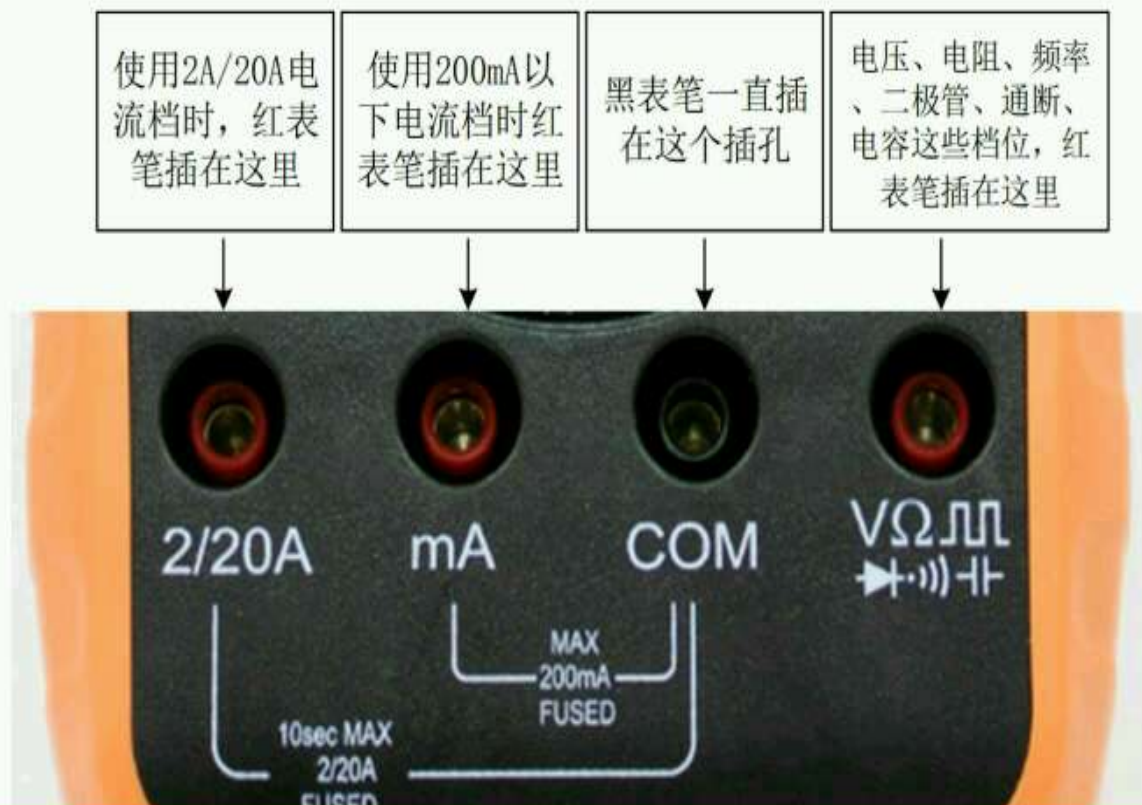 使用2A/20A电
流档时，红表
笔插在这里
使用200mA以
下电流档时红
表笔插在这里
黑表笔一直插
在这个插孔
电压、电阻、频率
、二极管、通断、
电容这些档位，红
表笔插在这里
2/20A
mA
COM
VΩ
MAX
200mA
FUSED
10sec MAX
2/20A
FUSED